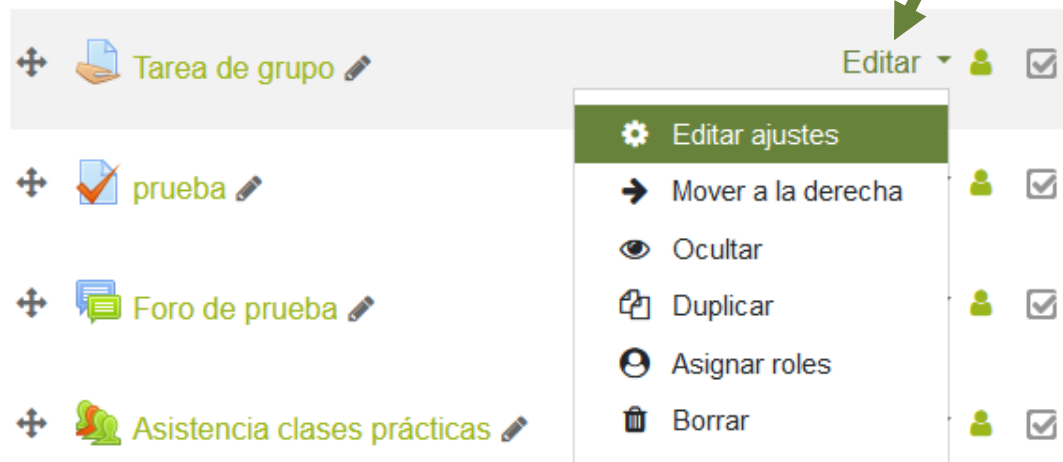 Tarea de grupo
Editar
Editar ajustes
prueba
Mover a la derecha
Ocultar
Foro de prueba
Duplicar
Asignar roles
Asistencia clases prácticas
Borrar